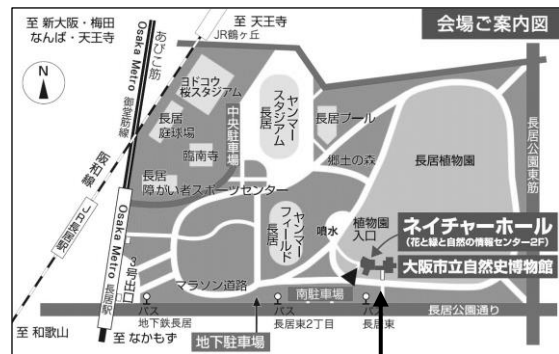 会場ご案内図
至 新大阪・梅田
なんば・天王寺
至 天王寺
JR鶴ヶ丘
N
あびこ筋
Osaka Metro
御堂筋線
阪和線
JR長居駅
Osaka Metro
長居駅
3号出口
ヨドコウ
桜スタジアム
長居
庭球場
臨南寺
長居
障がい者スポーツセンター
中央駐車場
ヤンマー
スタジアム
長居
長居プール
郷土の森
長居植物園
長居公園東筋
ヤンマー
フィールド
長居
噴水
植物園
入口
ネイチャーホール
(花と緑と自然の情報センター2F)
大阪市立自然史博物館
マラソン道路
南駐車場
バス
地下鉄長居
バス
長居東2丁目
バス
長居東
長居公園通り
地下駐車場
至 和歌山
至 なかもず